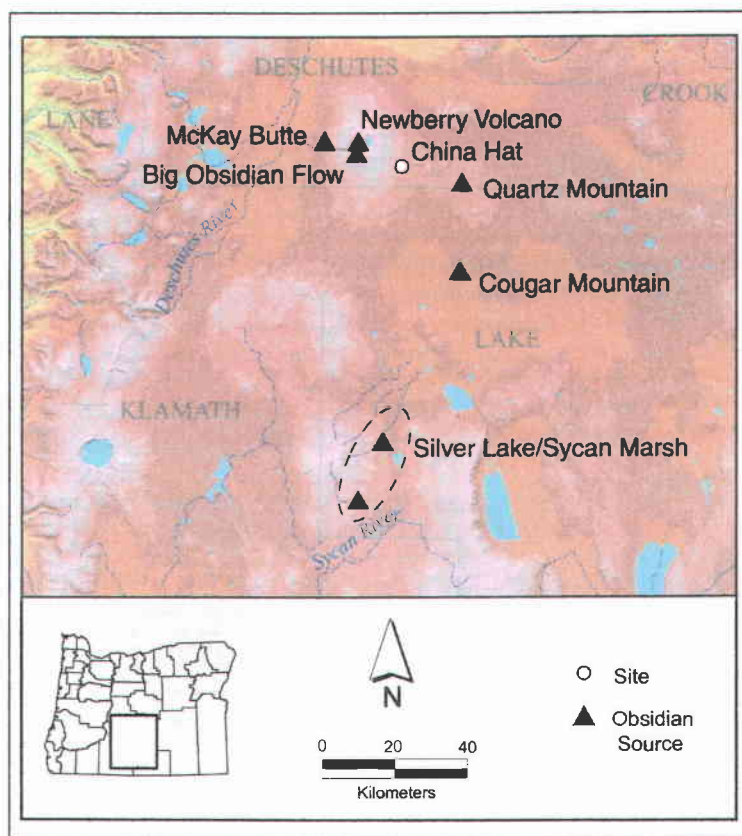 DESCHUTES
CROOK
LANE
McKay Butte
Newberry Volcano
China Hat
Big Obsidian Flow
Quartz Mountain
Deschutes River
Cougar Mountain
LAKE
KLAMATH
Silver Lake/Sycan Marsh
Sycan River
N
Site
Obsidian
Source
0 20 40
Kilometers